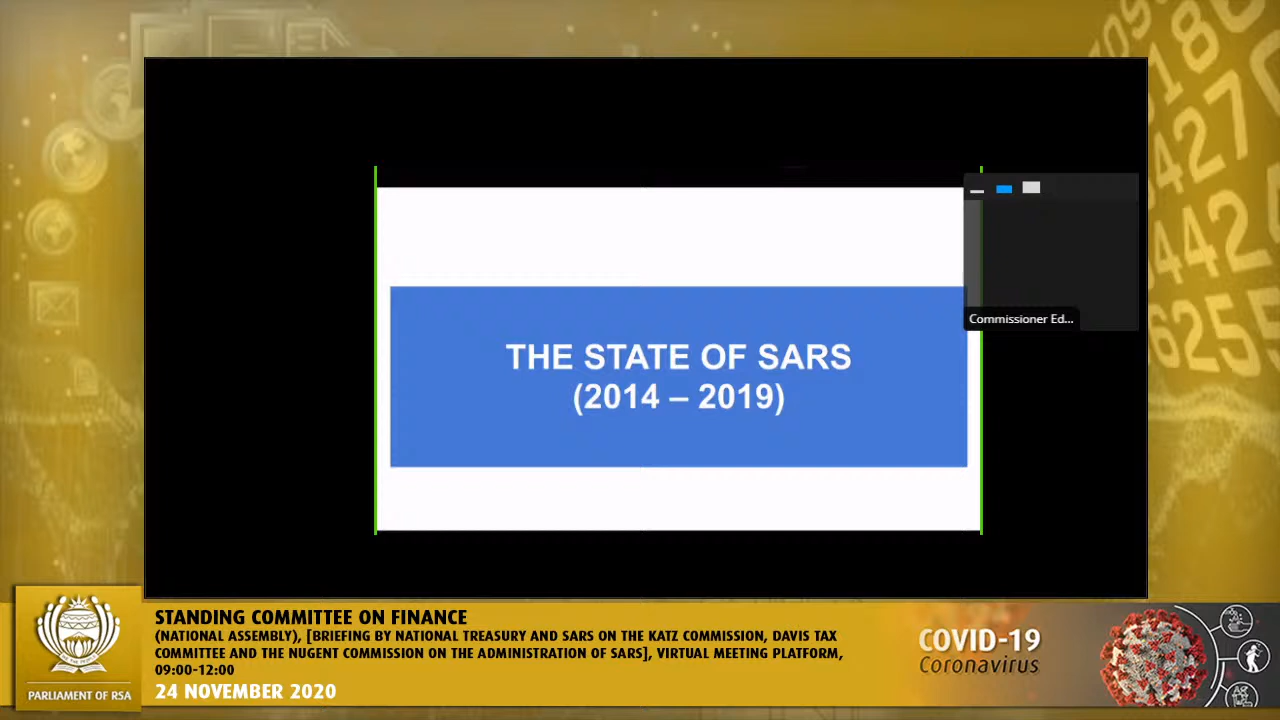 THE STATE OF SARS
(2014 – 2019)
Commissioner Ed...
STANDING COMMITTEE ON FINANCE
(NATIONAL ASSEMBLY), [BRIEFING BY NATIONAL TREASURY AND SARS ON THE KATZ COMMISSION, DAVIS TAX
COMMITTEE AND THE NUGENT COMMISSION ON THE ADMINISTRATION OF SARS], VIRTUAL MEETING PLATFORM,
09:00-12:00
24 NOVEMBER 2020
PARLIAMENT OF RSA
COVID-19
Coronavirus